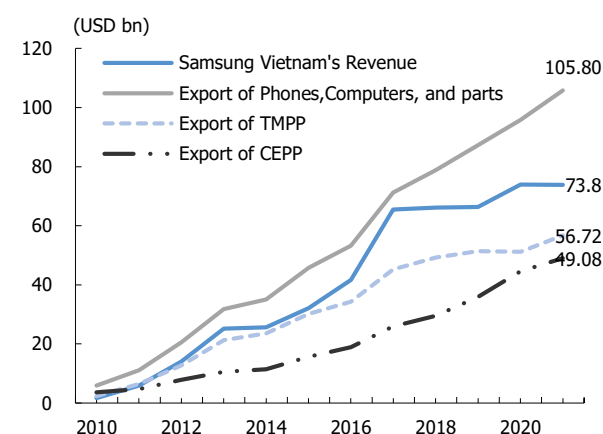 (USD bn)
120
100
80
60
40
20
0
Samsung Vietnam's Revenue
Export of Phones,Computers, and parts
Export of TMPP
Export of CEPP
105.80
73.8
56.72
49.08
2010 2012 2014 2016 2018 2020